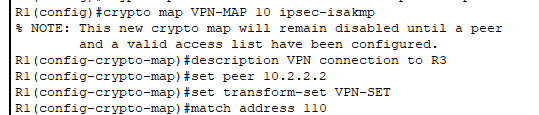 R1(config)#crypto map VPN-MAP 10 ipsec-isakmp
% NOTE: This new crypto map will remain disabled until a peer
and a valid access list have been configured.
R1(config-crypto-map)#description VPN connection to R3
R1(config-crypto-map)#set peer 10.2.2.2
R1(config-crypto-map)#set transform-set VPN-SET
R1(config-crypto-map)#match address 110